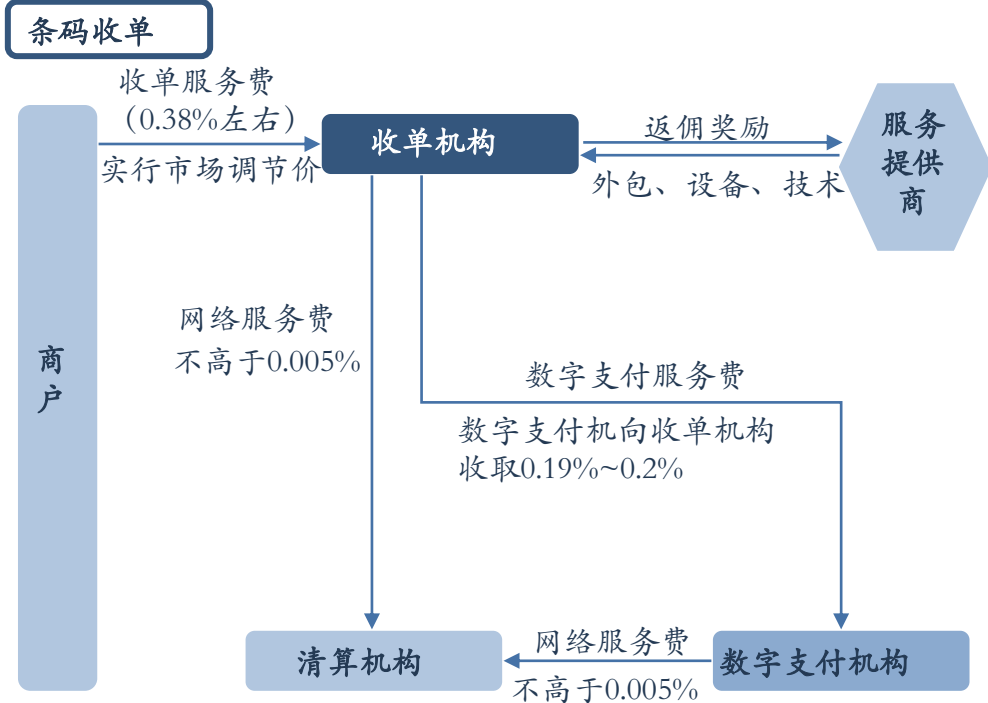 条码收单
收单服务费
（0.38%左右）
实行市场调节价
收单机构
返佣奖励
外包、设备、技术
服务
提供
商
商
户
网络服务费
不高于0.005%
数字支付服务费
数字支付机向收单机构
收取0.19%~0.2%
清算机构
网络服务费
不高于0.005%
数字支付机构